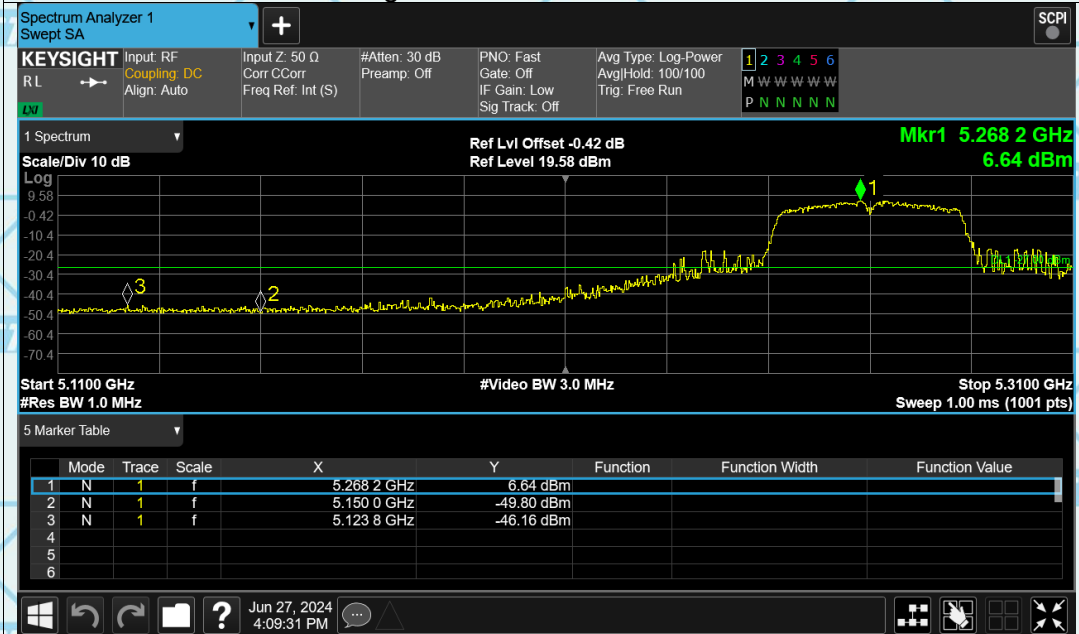 Spectrum Analyzer 1
Swept SA
+
SCPI
KEYSIGHT
RL
LXI
Input: RF
Coupling: DC
Align: Auto
Input Z: 50 Ω
Corr CCorr
Freq Ref: Int (S)
#Atten: 30 dB
Preamp: Off
PNO: Fast
Gate: Off
IF Gain: Low
Sig Track: Off
Avg Type: Log-Power
Avg|Hold: 100/100
Trig: Free Run
1 2 3 4 5 6
M W W W W W
P N N N N N
1 Spectrum
Scale/Div 10 dB
Ref Lvl Offset -0.42 dB
Ref Level 19.58 dBm
Mkr1 5.268 2 GHz
6.64 dBm
Log
9.58
-0.42
-10.4
-20.4
-30.4
-40.4
-50.4
-60.4
-70.4
1
2
3
Start 5.1100 GHz
#Res BW 1.0 MHz
#Video BW 3.0 MHz
Stop 5.3100 GHz
Sweep 1.00 ms (1001 pts)
5 Marker Table
Mode Trace Scale X Y Function Function Width Function Value
1 N 1 f 5.268 2 GHz 6.64 dBm
2 N 1 f 5.150 0 GHz -49.80 dBm
3 N 1 f 5.123 8 GHz -46.16 dBm
4
5
6
?
Jun 27, 2024
4:09:31 PM